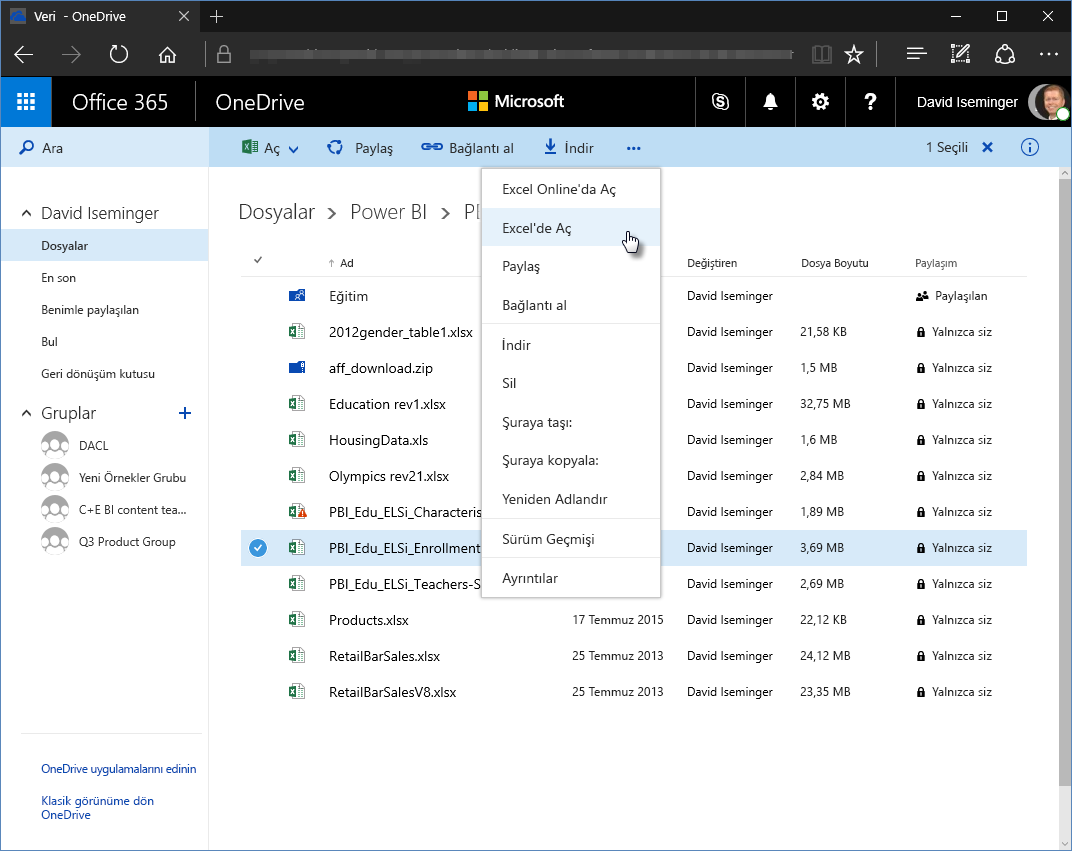 Veri - OneDrive
Office 365
OneDrive
Microsoft
David Iseminger
Ara
Aç
Paylaş
Bağlantı al
İndir
1 Seçili
David Iseminger
Dosyalar
En son
Benimle paylaşılan
Bul
Geri dönüşüm kutusu
Gruplar
DACL
Yeni Örnekler Grubu
C+E BI content tea...
Q3 Product Group
OneDrive uygulamalarını edinin
Klasik görünüme dön
OneDrive
Dosyalar > Power BI >
Excel Online'da Aç
Excel'de Aç
Paylaş
Bağlantı al
İndir
Sil
Şuraya taşı:
Şuraya kopyala:
Yeniden Adlandır
Sürüm Geçmişi
Ayrıntılar
Ad Değiştiren Dosya Boyutu Paylaşım
Eğitim David Iseminger Paylaşılan
2012gender_table1.xlsx David Iseminger 21,58 KB Yalnızca siz
aff_download.zip David Iseminger 1,5 MB Yalnızca siz
Education rev1.xlsx David Iseminger 32,75 MB Yalnızca siz
HousingData.xls David Iseminger 1,6 MB Yalnızca siz
Olympics rev21.xlsx David Iseminger 2,84 MB Yalnızca siz
PBI_Edu_ELSi_Characteris David Iseminger 1,89 MB Yalnızca siz
PBI_Edu_ELSi_Enrollment David Iseminger 3,69 MB Yalnızca siz
PBI_Edu_ELSi_Teachers-S David Iseminger 2,69 MB Yalnızca siz
Products.xlsx 17 Temmuz 2015 David Iseminger 22,12 KB Yalnızca siz
RetailBarSales.xlsx 25 Temmuz 2013 David Iseminger 24,12 MB Yalnızca siz
RetailBarSalesV8.xlsx 25 Temmuz 2013 David Iseminger 23,35 MB Yalnızca siz